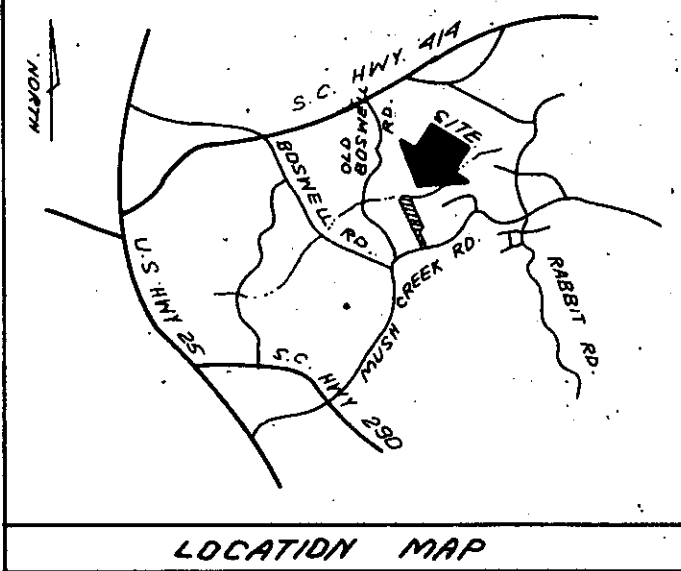 NORTH
S.C. HWY. 414
OLD
BOSWELL
RD.
SITE
BOSWELL RD.
MUSH CREEK RD.
RABBIT RD.
U.S HWY 25
S.C. HWY 290
LOCATION MAP